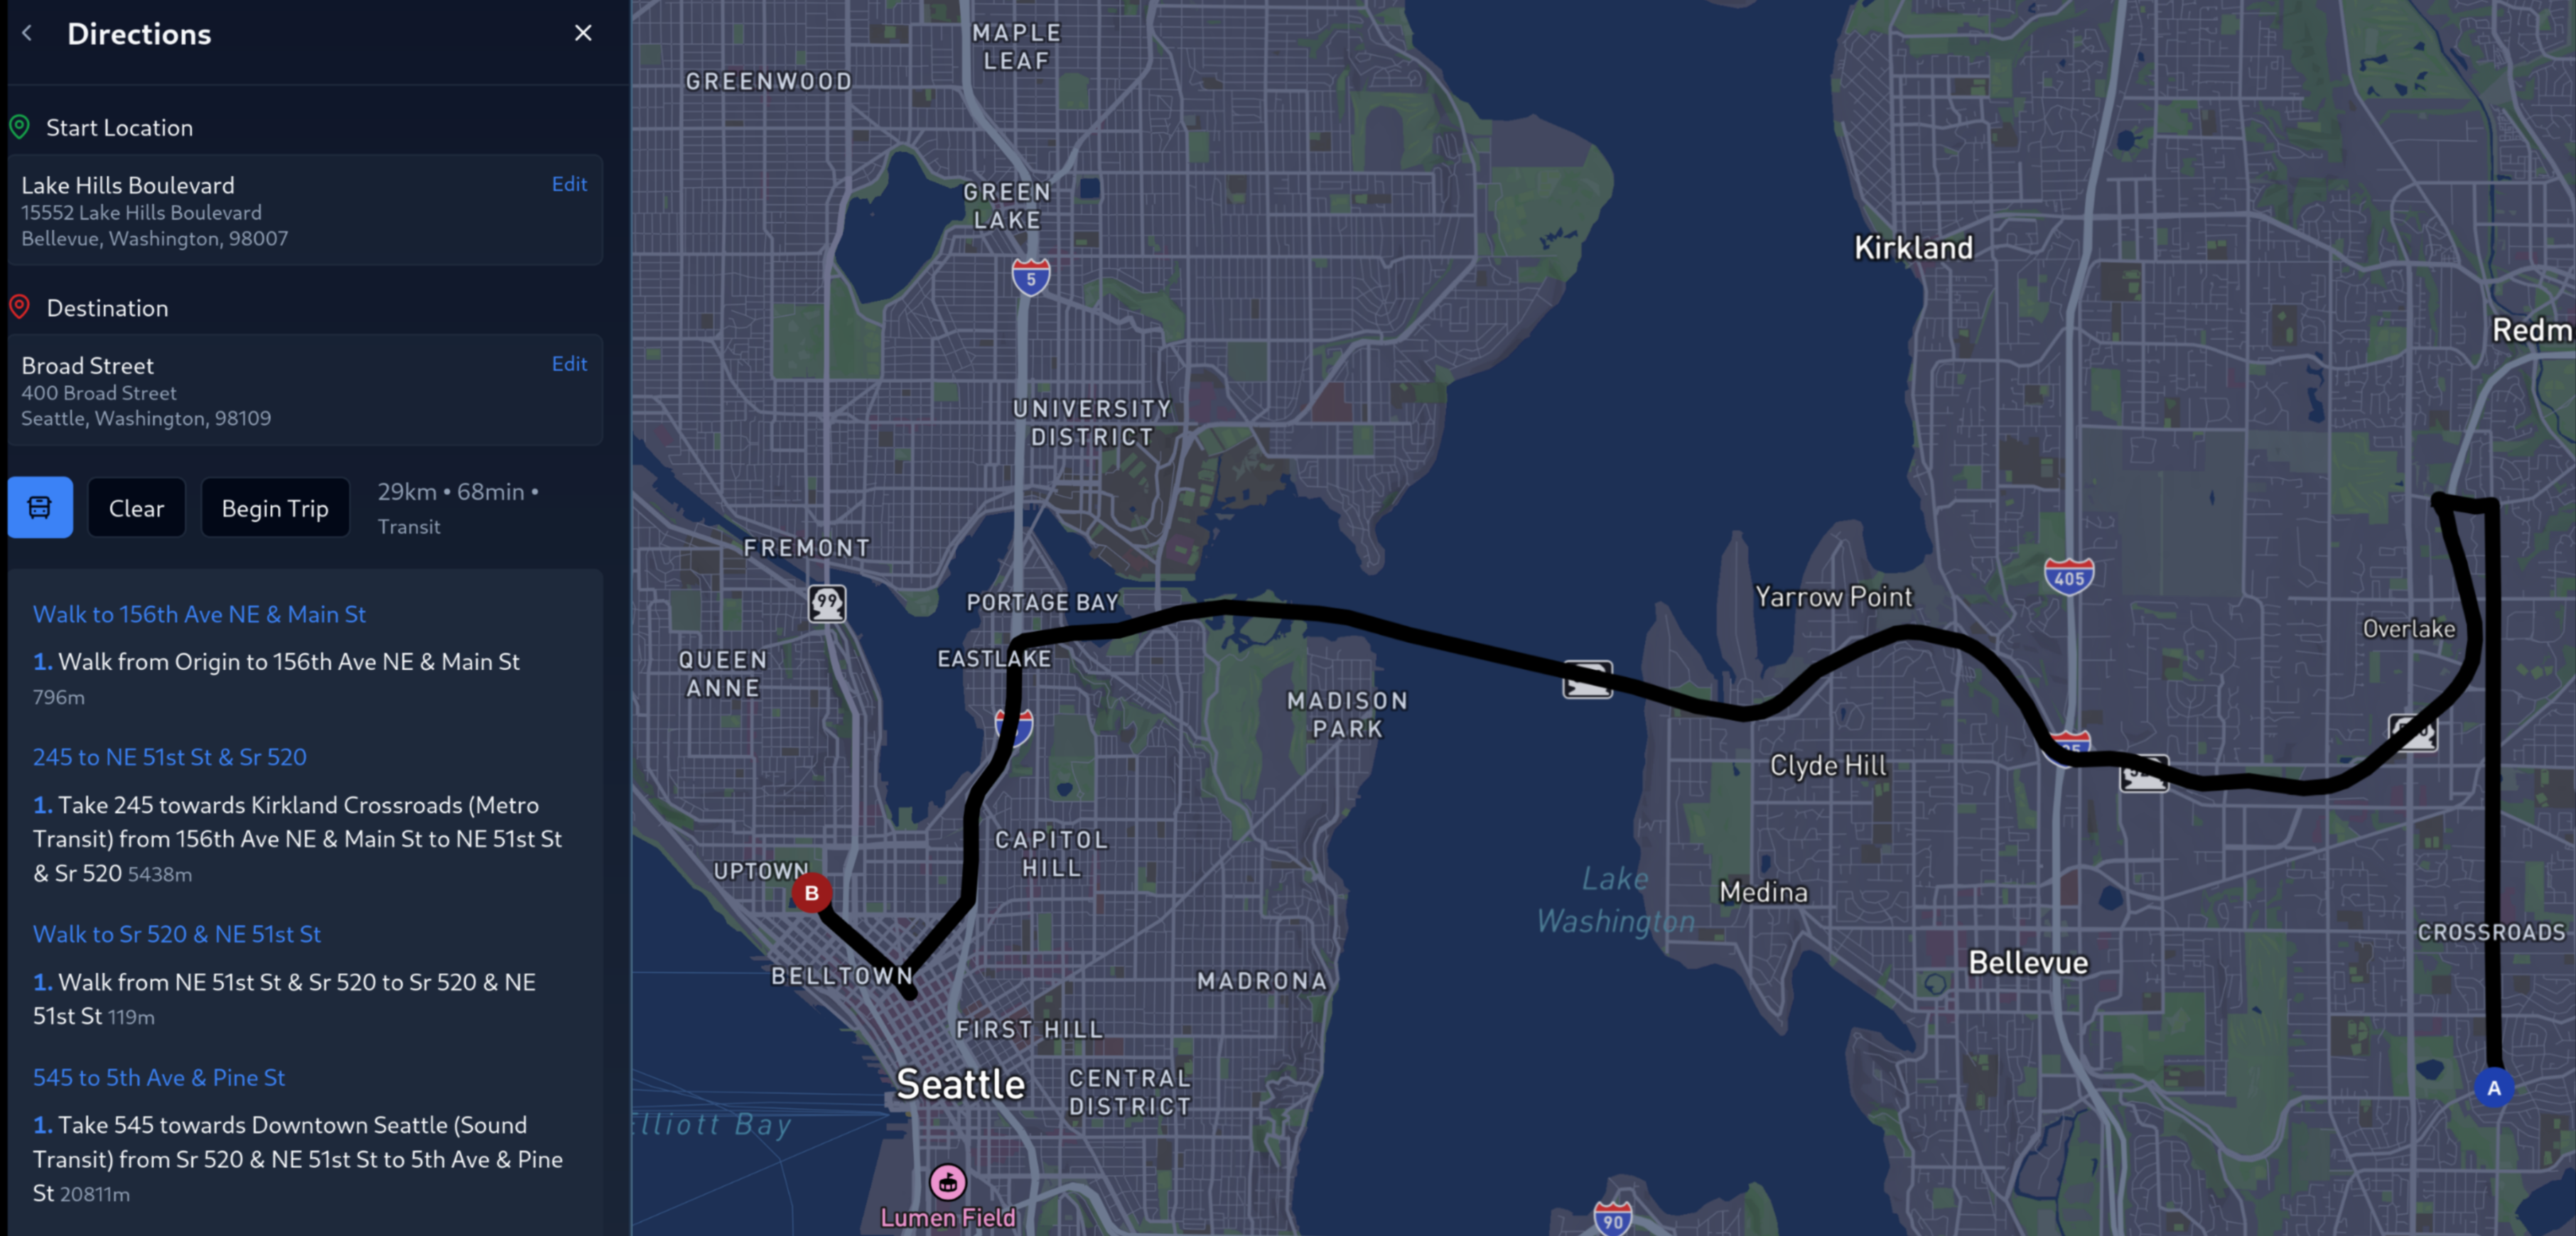 Directions
Start Location
Lake Hills Boulevard
Edit
15552 Lake Hills Boulevard
Bellevue, Washington, 98007
Destination
Broad Street
Edit
400 Broad Street
Seattle, Washington, 98109
Clear
Begin Trip
29km • 68min •
Transit
Walk to 156th Ave NE & Main St
1. Walk from Origin to 156th Ave NE & Main St
796m
245 to NE 51st St & Sr 520
1. Take 245 towards Kirkland Crossroads (Metro
Transit) from 156th Ave NE & Main St to NE 51st St
& Sr 520 5438m
Walk to Sr 520 & NE 51st St
1. Walk from NE 51st St & Sr 520 to Sr 520 & NE
51st St 119m
545 to 5th Ave & Pine St
1. Take 545 towards Downtown Seattle (Sound
Transit) from Sr 520 & NE 51st St to 5th Ave & Pine
St 20811m
MAPLE
LEAF
GREENWOOD
GREEN
LAKE
5
Kirkland
Redm
UNIVERSITY
DISTRICT
FREMONT
99
PORTAGE BAY
405
Yarrow Point
Overlake
QUEEN
ANNE
EASTLAKE
MADISON
PARK
Clyde Hill
CAPITOL
HILL
UPTOWN
B
Lake
Washington
Medina
CROSSROADS
BELLTOWN
MADRONA
Bellevue
FIRST HILL
Seattle
CENTRAL
DISTRICT
A
Elliott Bay
Lumen Field
90